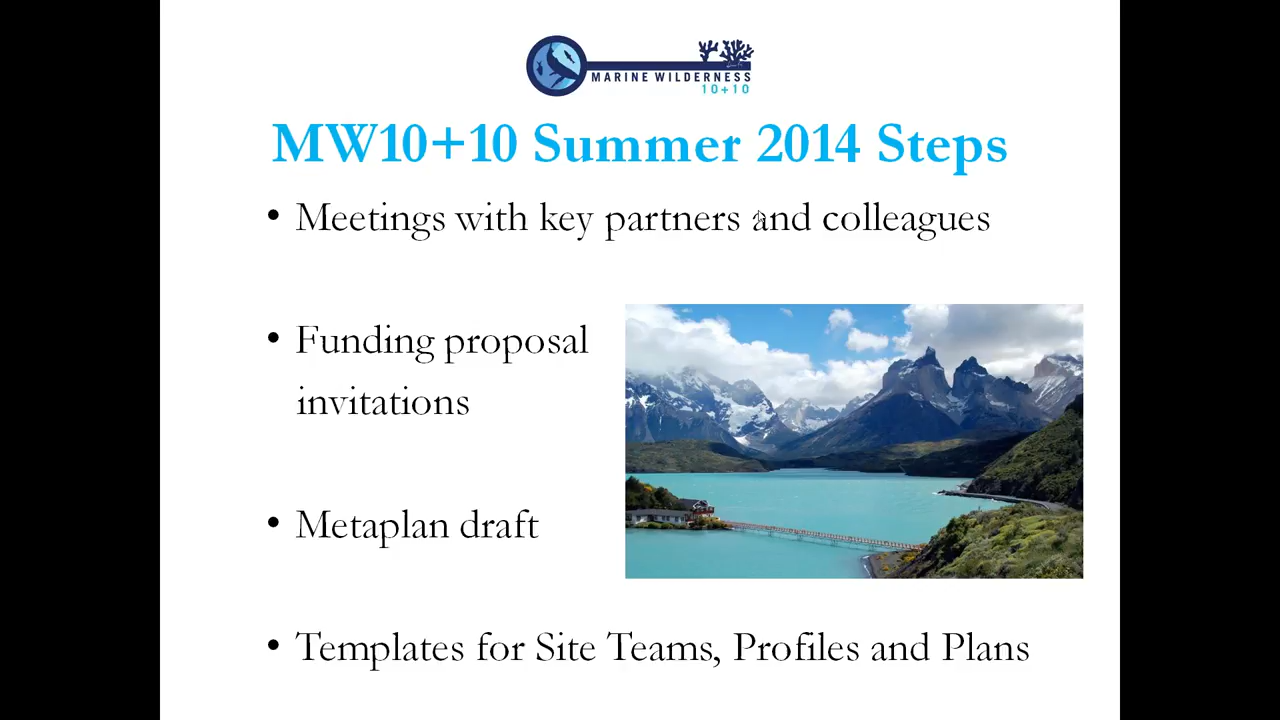 MARINE WILDERNESS
10+10
MW10+10 Summer 2014 Steps
• Meetings with key partners and colleagues
• Funding proposal
invitations
• Metaplan draft
• Templates for Site Teams, Profiles and Plans